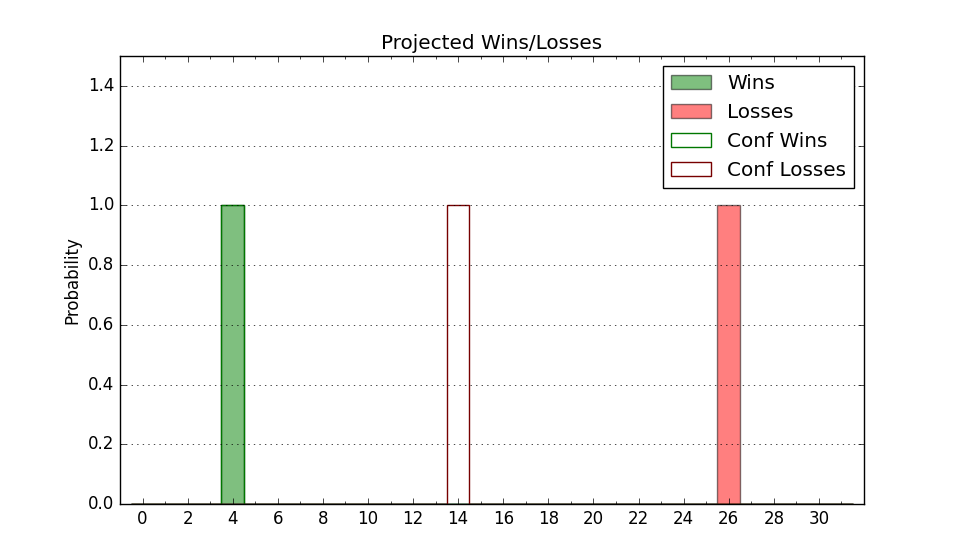 Projected Wins/Losses
1.4
1.2
1.0
0.8
0.6
0.4
0.2
0.0
Probability
Wins
Losses
Conf Wins
Conf Losses
0 2 4 6 8 10 12 14 16 18 20 22 24 26 28 30